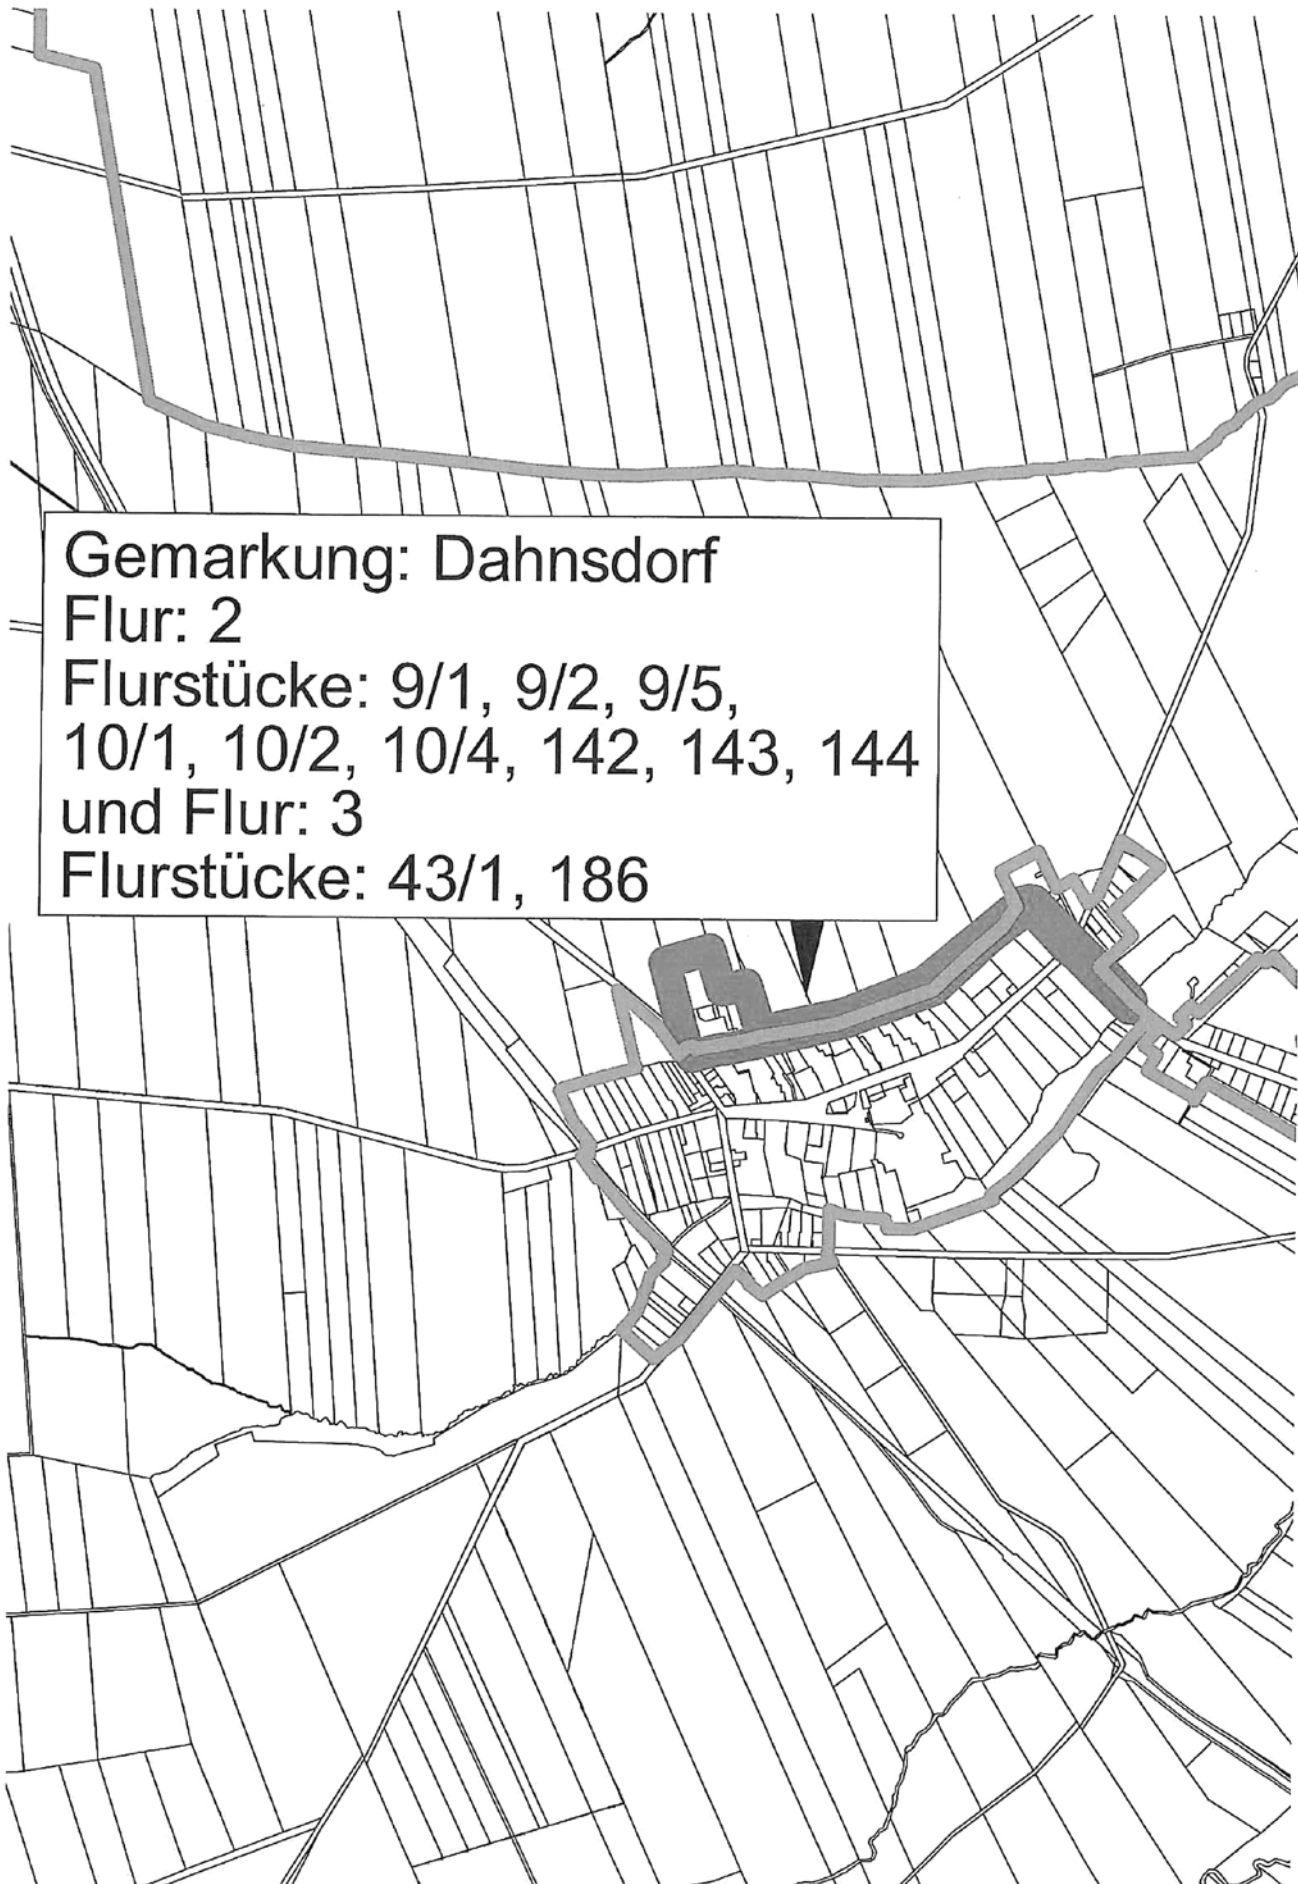 Gemarkung: Dahnsdorf
Flur: 2
Flurstücke: 9/1, 9/2, 9/5,
10/1, 10/2, 10/4, 142, 143, 144
und Flur: 3
Flurstücke: 43/1, 186